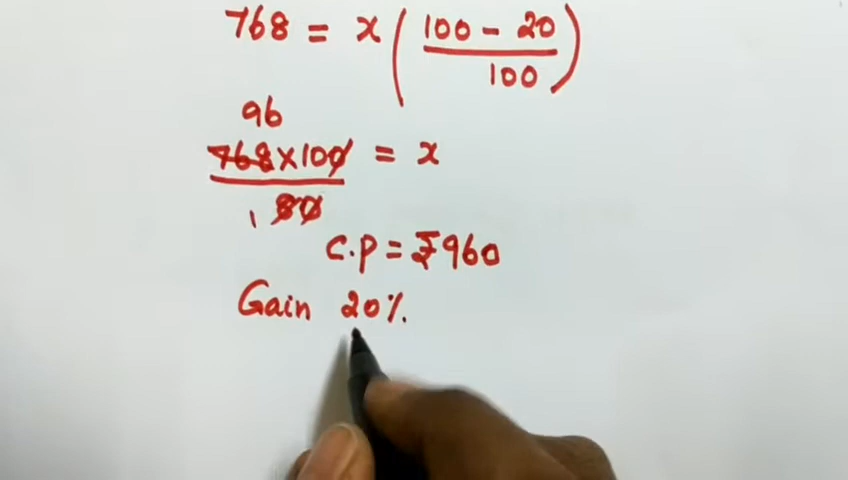 768 = x ( 100 - 20 / 100 )
96
768 × 100 / 80 = x
1
C.P = ₹960
Gain 20%.